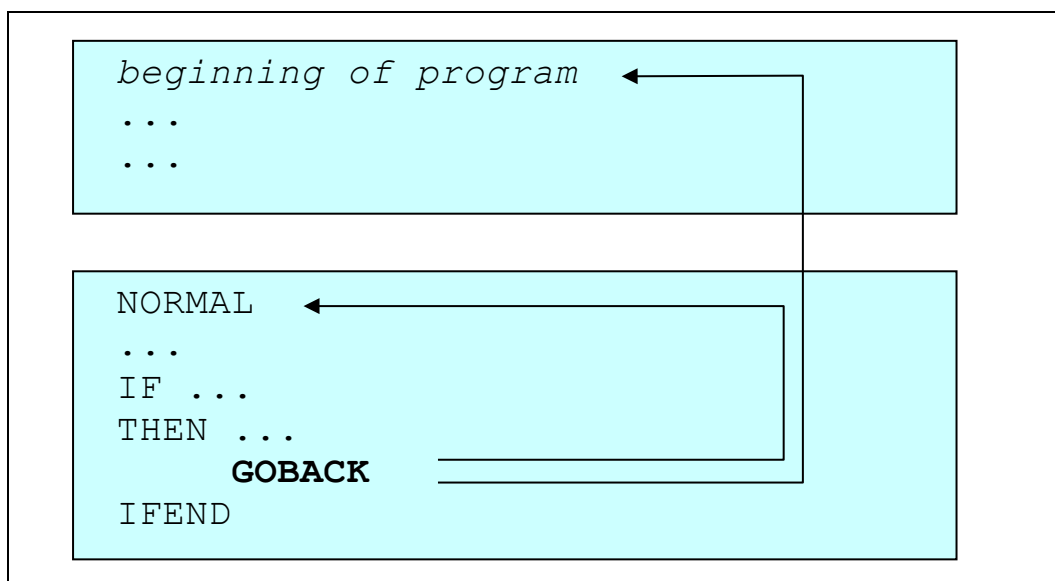 beginning of program
...
...
NORMAL
...
IF ...
THEN ...
GOBACK
IFEND